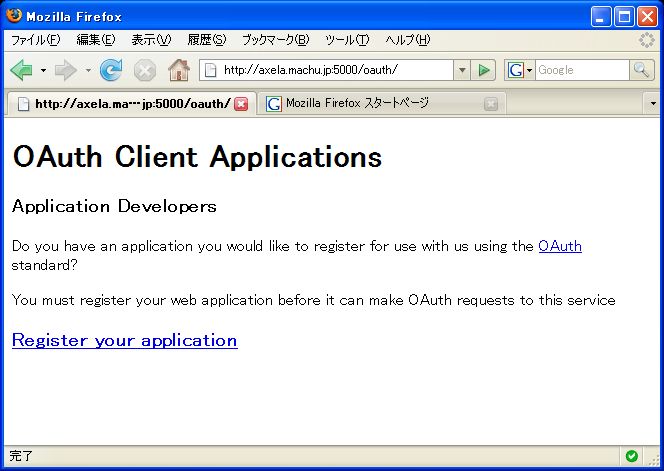 Mozilla Firefox
ファイル(F) 編集(E) 表示(V) 履歴(S) ブックマーク(B) ツール(T) ヘルプ(H)
http://axela.machu.jp:5000/oauth/ G Google
http://axela.ma…jp:5000/oauth/ G Mozilla Firefox スタートページ
OAuth Client Applications
Application Developers
Do you have an application you would like to register for use with us using the OAuth
standard?
You must register your web application before it can make OAuth requests to this service
Register your application
完了